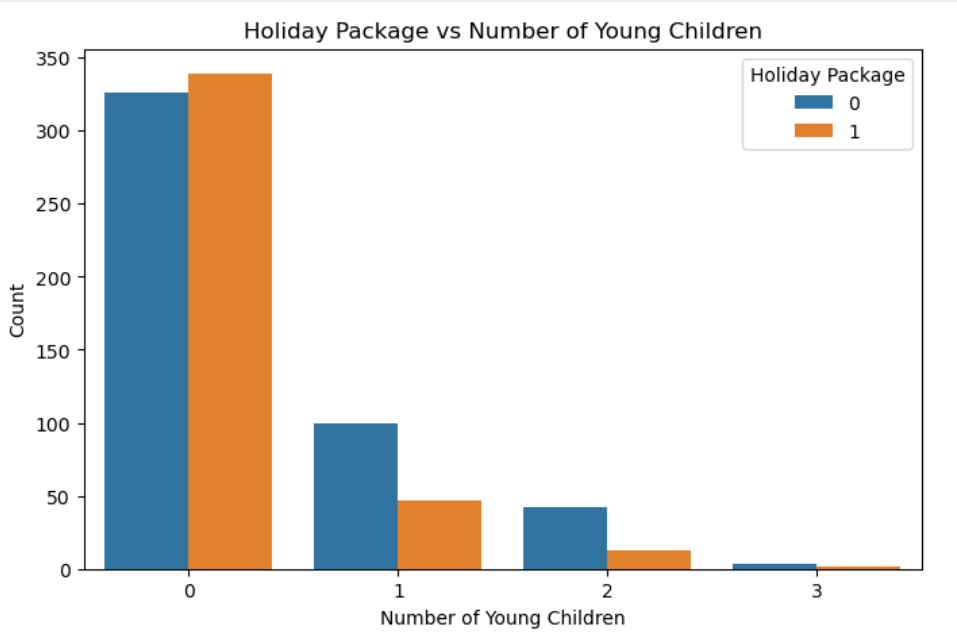 Holiday Package vs Number of Young Children
350
300
250
200
150
100
50
0
Count
Holiday Package
0
1
0 1 2 3
Number of Young Children